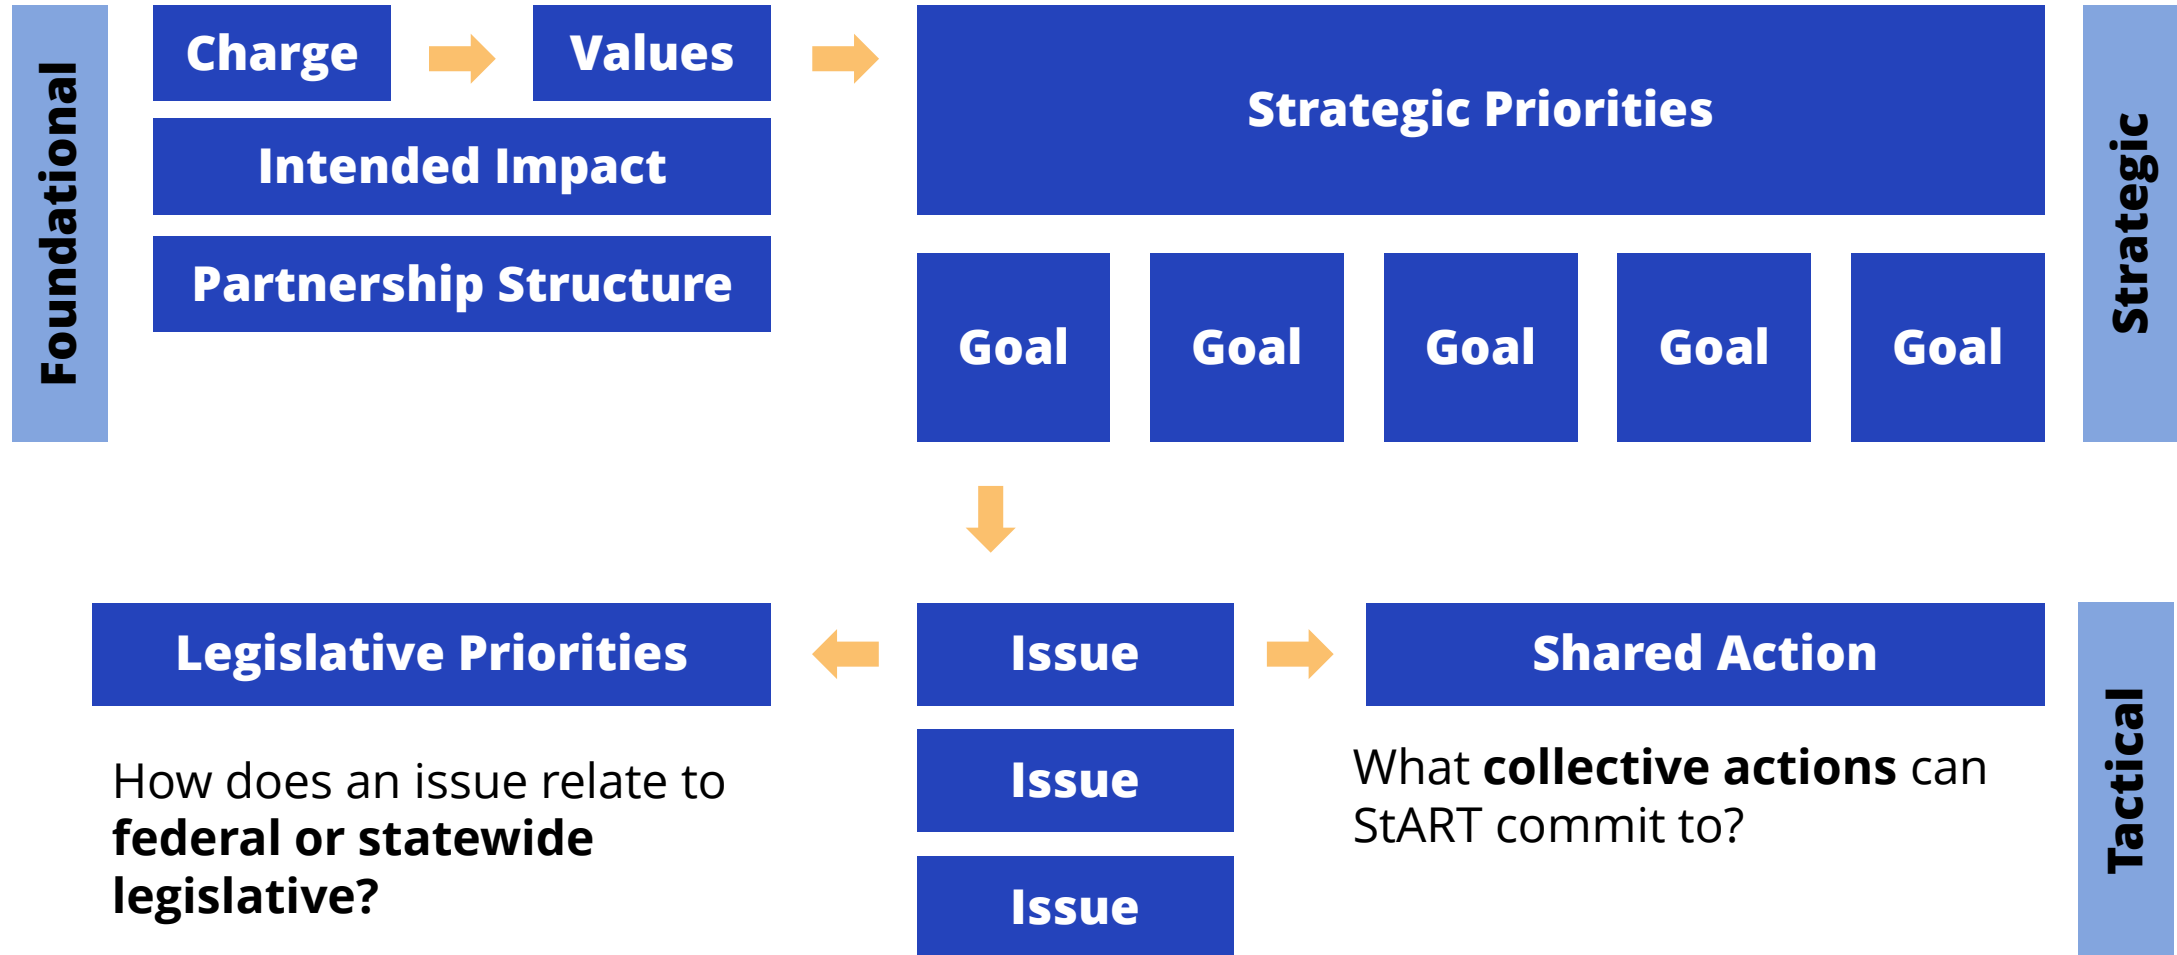 Foundational
Charge
Values
Intended Impact
Partnership Structure
Strategic Priorities
Goal
Goal
Goal
Goal
Goal
Strategic
Legislative Priorities
How does an issue relate to
federal or statewide
legislative?
Issue
Issue
Issue
Shared Action
What collective actions can
StART commit to?
Tactical